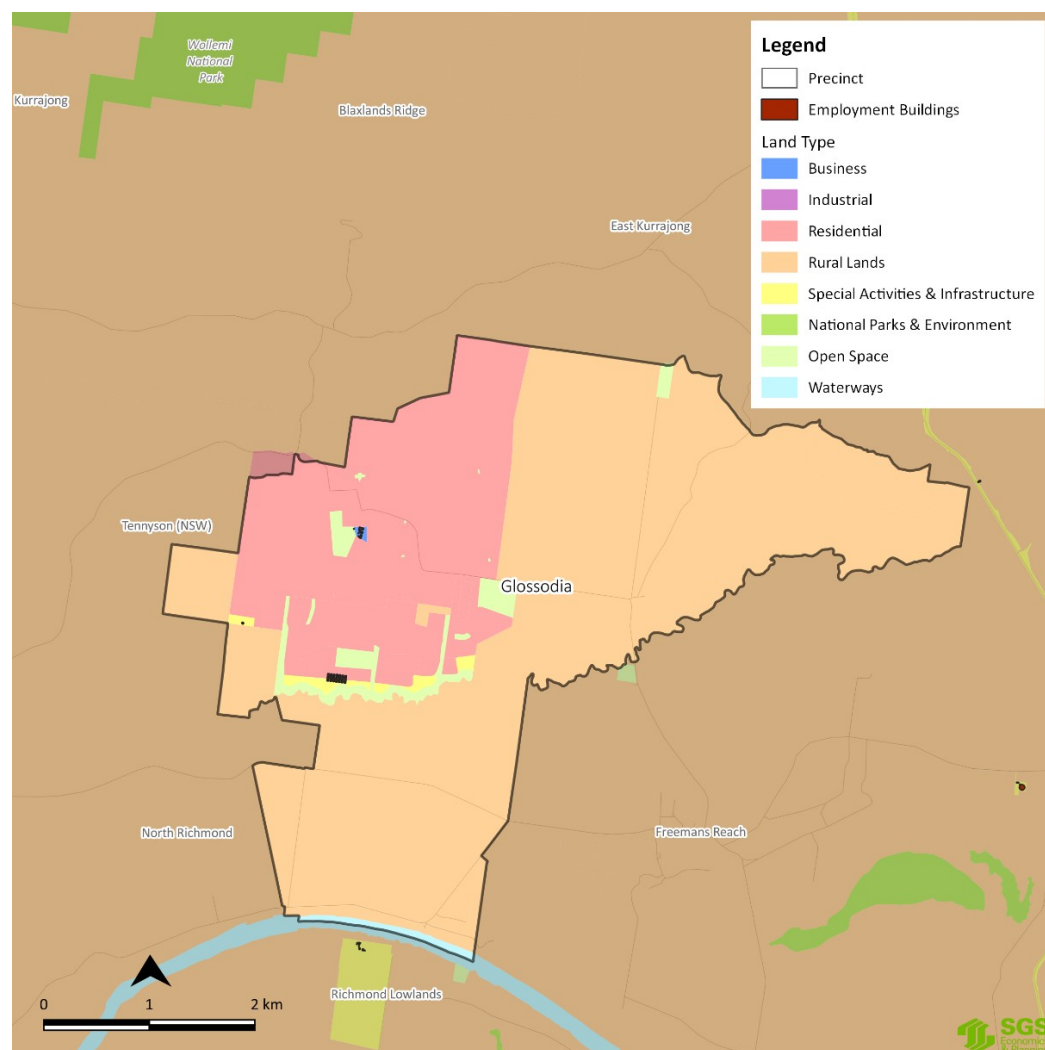 Wollemi
National
Park
Kurrajong
Blaxlands Ridge
East Kurrajong
Legend
Precinct
Employment Buildings
Land Type
Business
Industrial
Residential
Rural Lands
Special Activities & Infrastructure
National Parks & Environment
Open Space
Waterways
Tennyson (NSW)
Glossodia
North Richmond
Freemans Reach
Richmond Lowlands
0 1 2 km
SGS
Economics